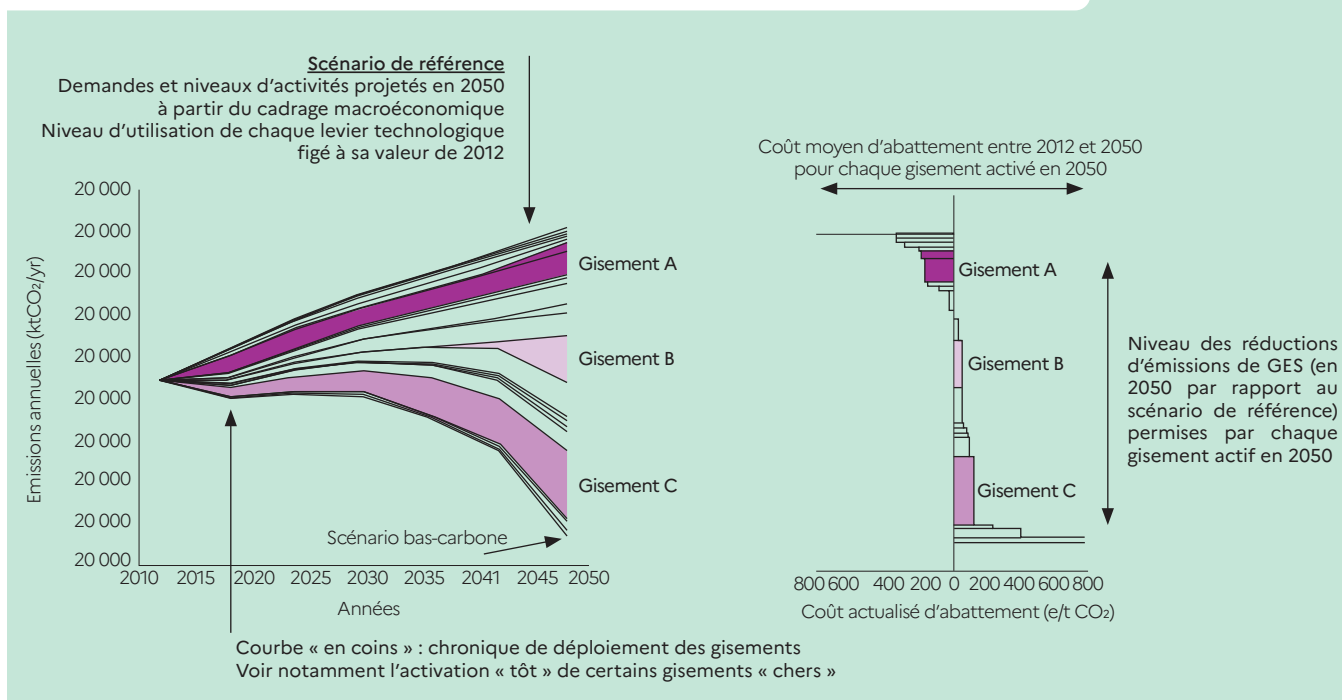 Scénario de référence
Demandes et niveaux d'activités projetés en 2050
à partir du cadrage macroéconomique
Niveau d'utilisation de chaque levier technologique
figé à sa valeur de 2012
Emissions annuelles (ktCO₂/yr)
20 000
20 000
20 000
20 000
20 000
20 000
20 000
20 000
20 000
20 000
Gisement A
Gisement B
Gisement C
Scénario bas-carbone
2010 2015 2020 2025 2030 2035 2041 2045 2050
Années
Courbe « en coins » : chronique de déploiement des gisements
Voir notamment l'activation « tôt » de certains gisements « chers »
Coût moyen d'abattement entre 2012 et 2050
pour chaque gisement activé en 2050
Gisement A
Gisement B
Gisement C
800 600 400 200 0 200 400 600 800
Coût actualisé d'abattement (e/t CO₂)
Niveau des réductions
d'émissions de GES (en
2050 par rapport au
scénario de référence)
permises par chaque
gisement actif en 2050